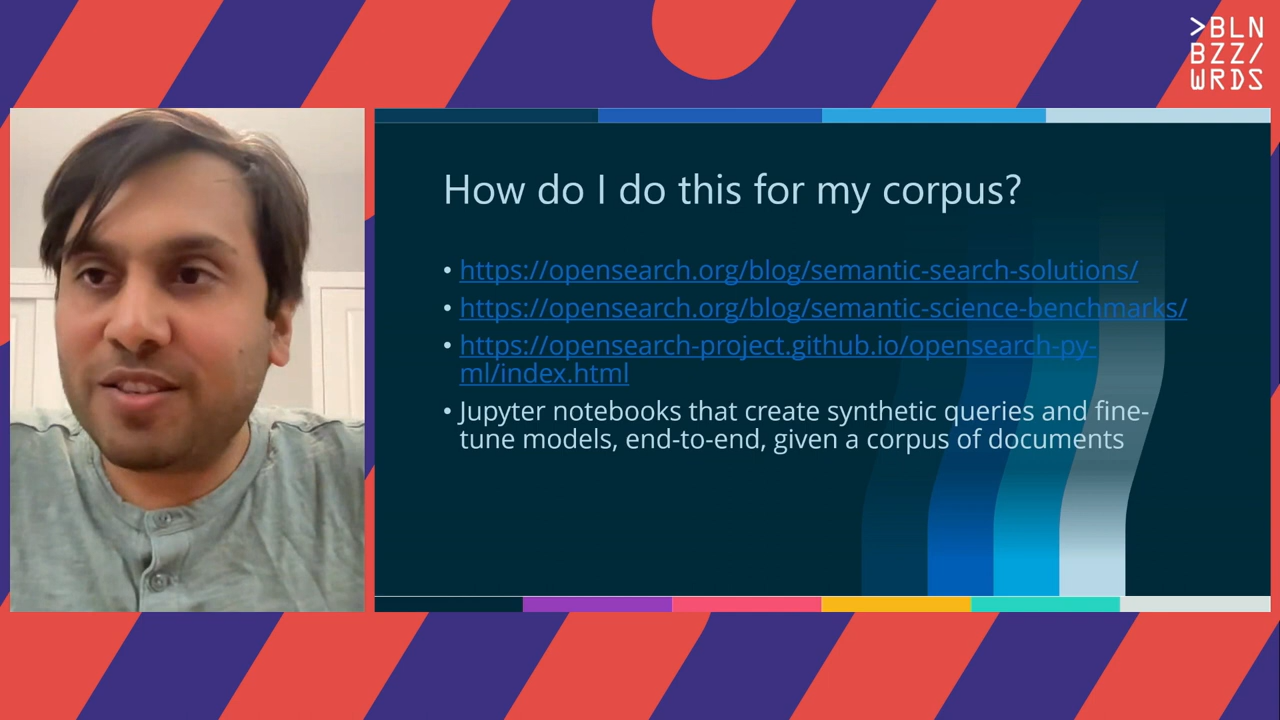 >BLN
BZZ/
WRDS
How do I do this for my corpus?
• https://opensearch.org/blog/semantic-search-solutions/
• https://opensearch.org/blog/semantic-science-benchmarks/
• https://opensearch-project.github.io/opensearch-py-
ml/index.html
• Jupyter notebooks that create synthetic queries and fine-
tune models, end-to-end, given a corpus of documents